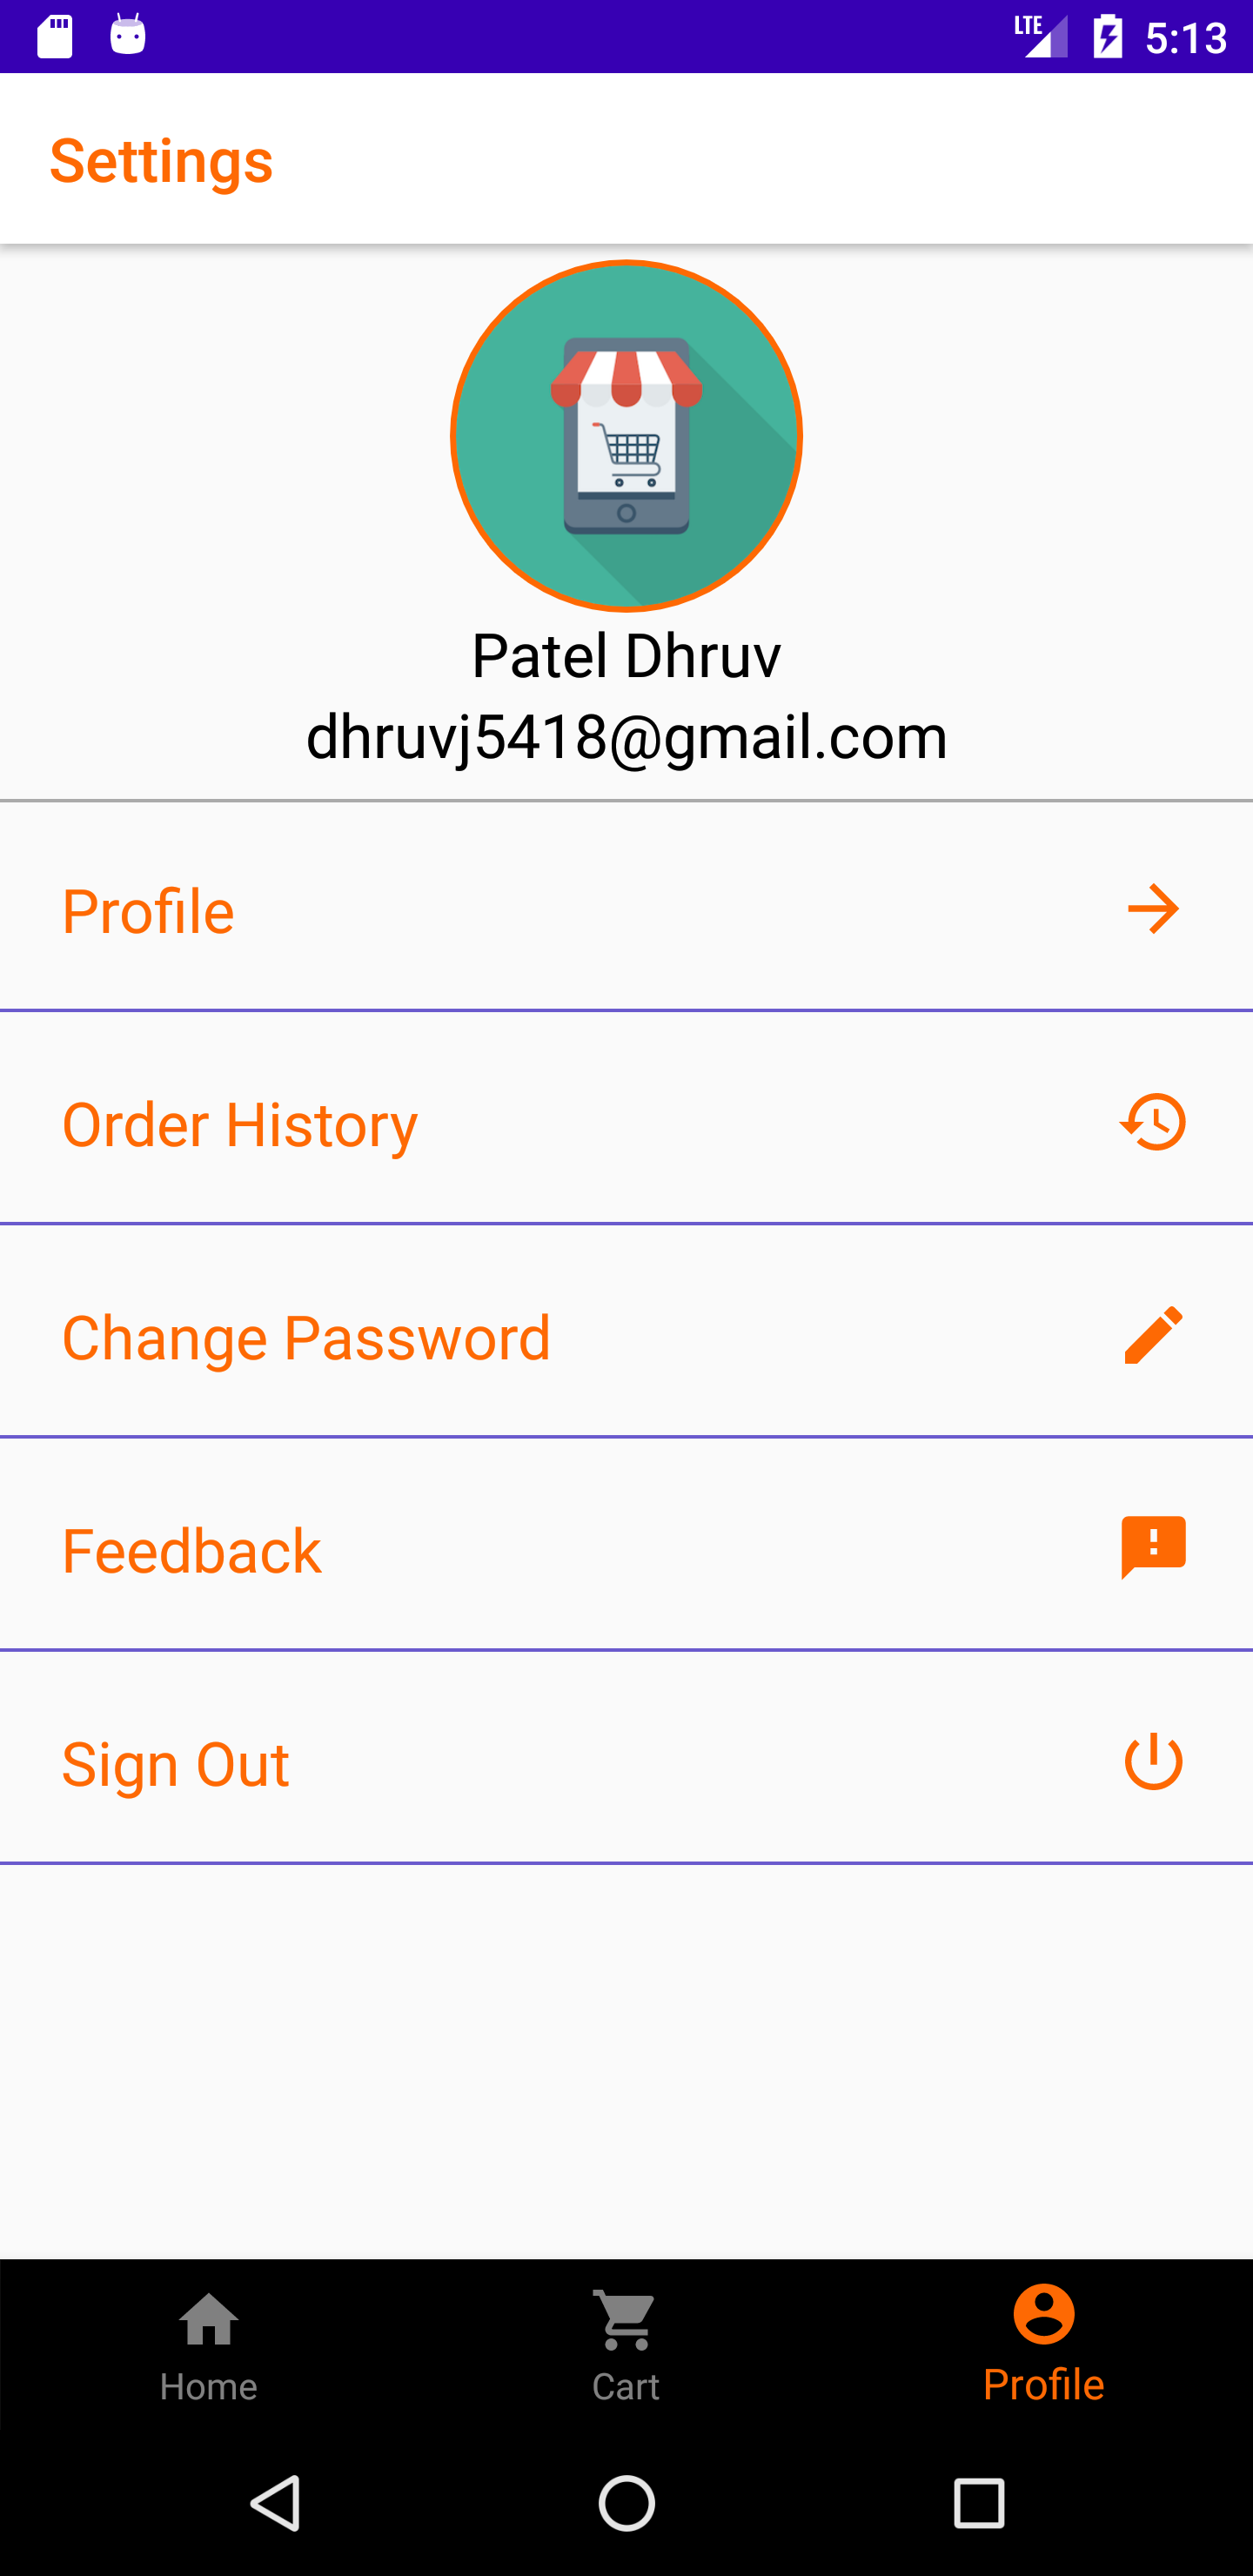 LTE 5:13
Settings
Patel Dhruv
dhruvj5418@gmail.com
Profile
Order History
Change Password
Feedback
Sign Out
Home Cart Profile